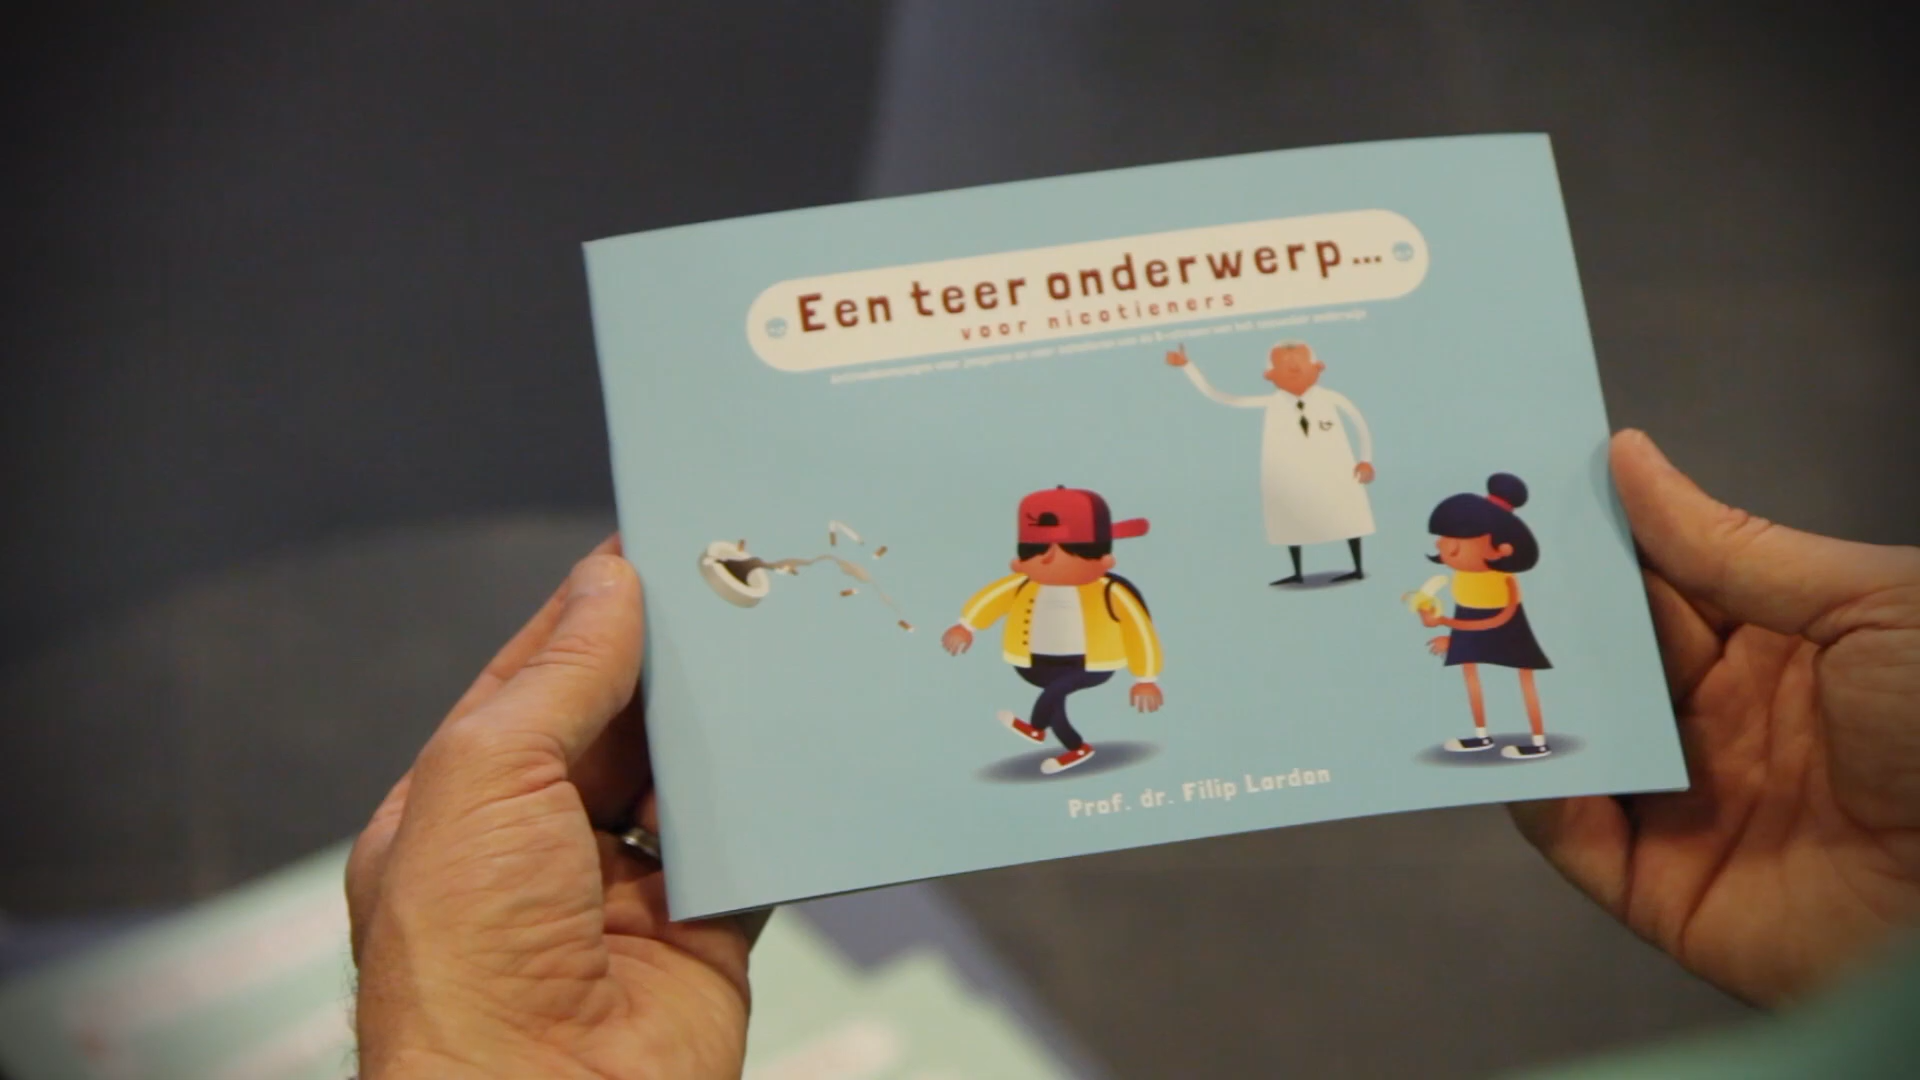 Een teer onderwerp...
voor nicotieners
Prof. dr. Filip Lardon